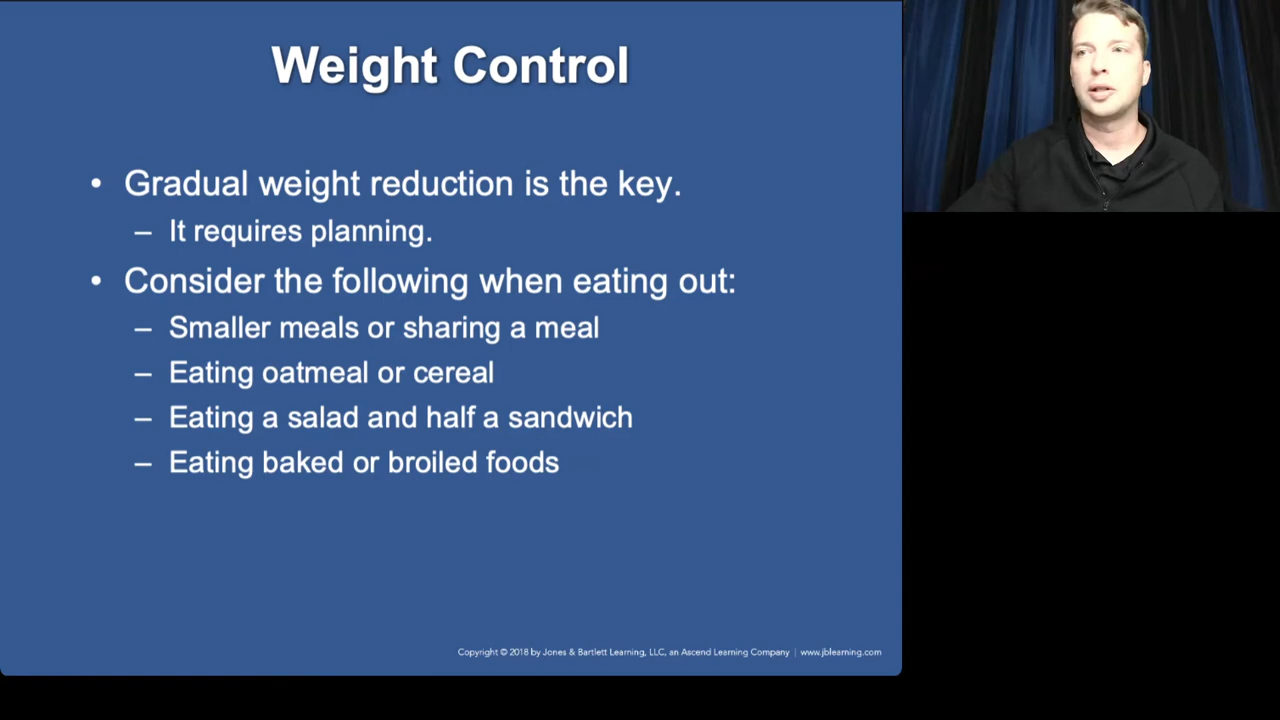 Weight Control
• Gradual weight reduction is the key.
– It requires planning.
• Consider the following when eating out:
– Smaller meals or sharing a meal
– Eating oatmeal or cereal
– Eating a salad and half a sandwich
– Eating baked or broiled foods
Copyright © 2018 by Jones & Bartlett Learning, LLC, an Ascend Learning Company | www.jblearning.com